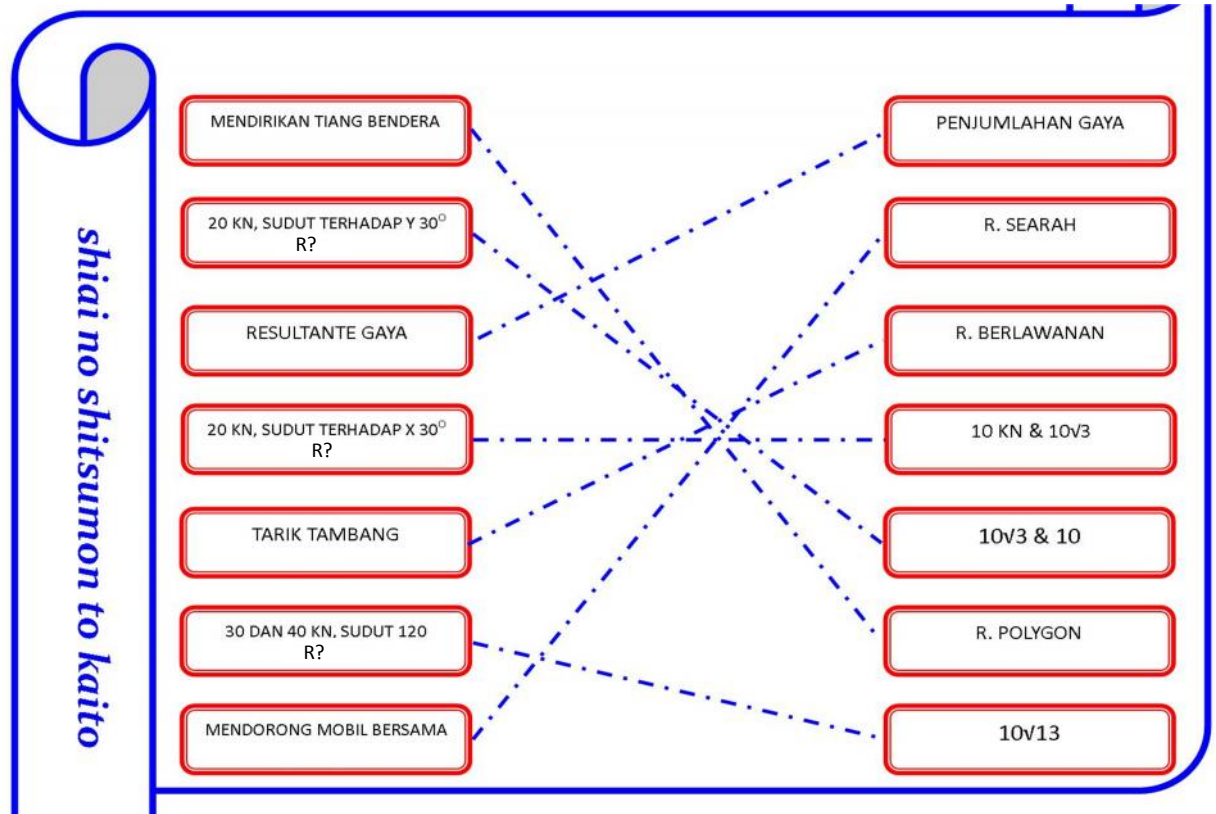 shiai no shitsumon to kaito
MENDIRIKAN TIANG BENDERA
20 KN, SUDUT TERHADAP Y 30°
R?
RESULTANTE GAYA
20 KN, SUDUT TERHADAP X 30°
R?
TARIK TAMBANG
30 DAN 40 KN. SUDUT 120
R?
MENDORONG MOBIL BERSAMA
PENJUMLAHAN GAYA
R. SEARAH
R. BERLAWANAN
10 KN & 10√3
10√3 & 10
R. POLYGON
10√13